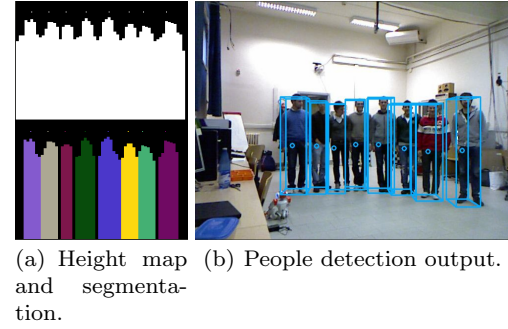 (a) Height map
and segmenta-
tion.
(b) People detection output.